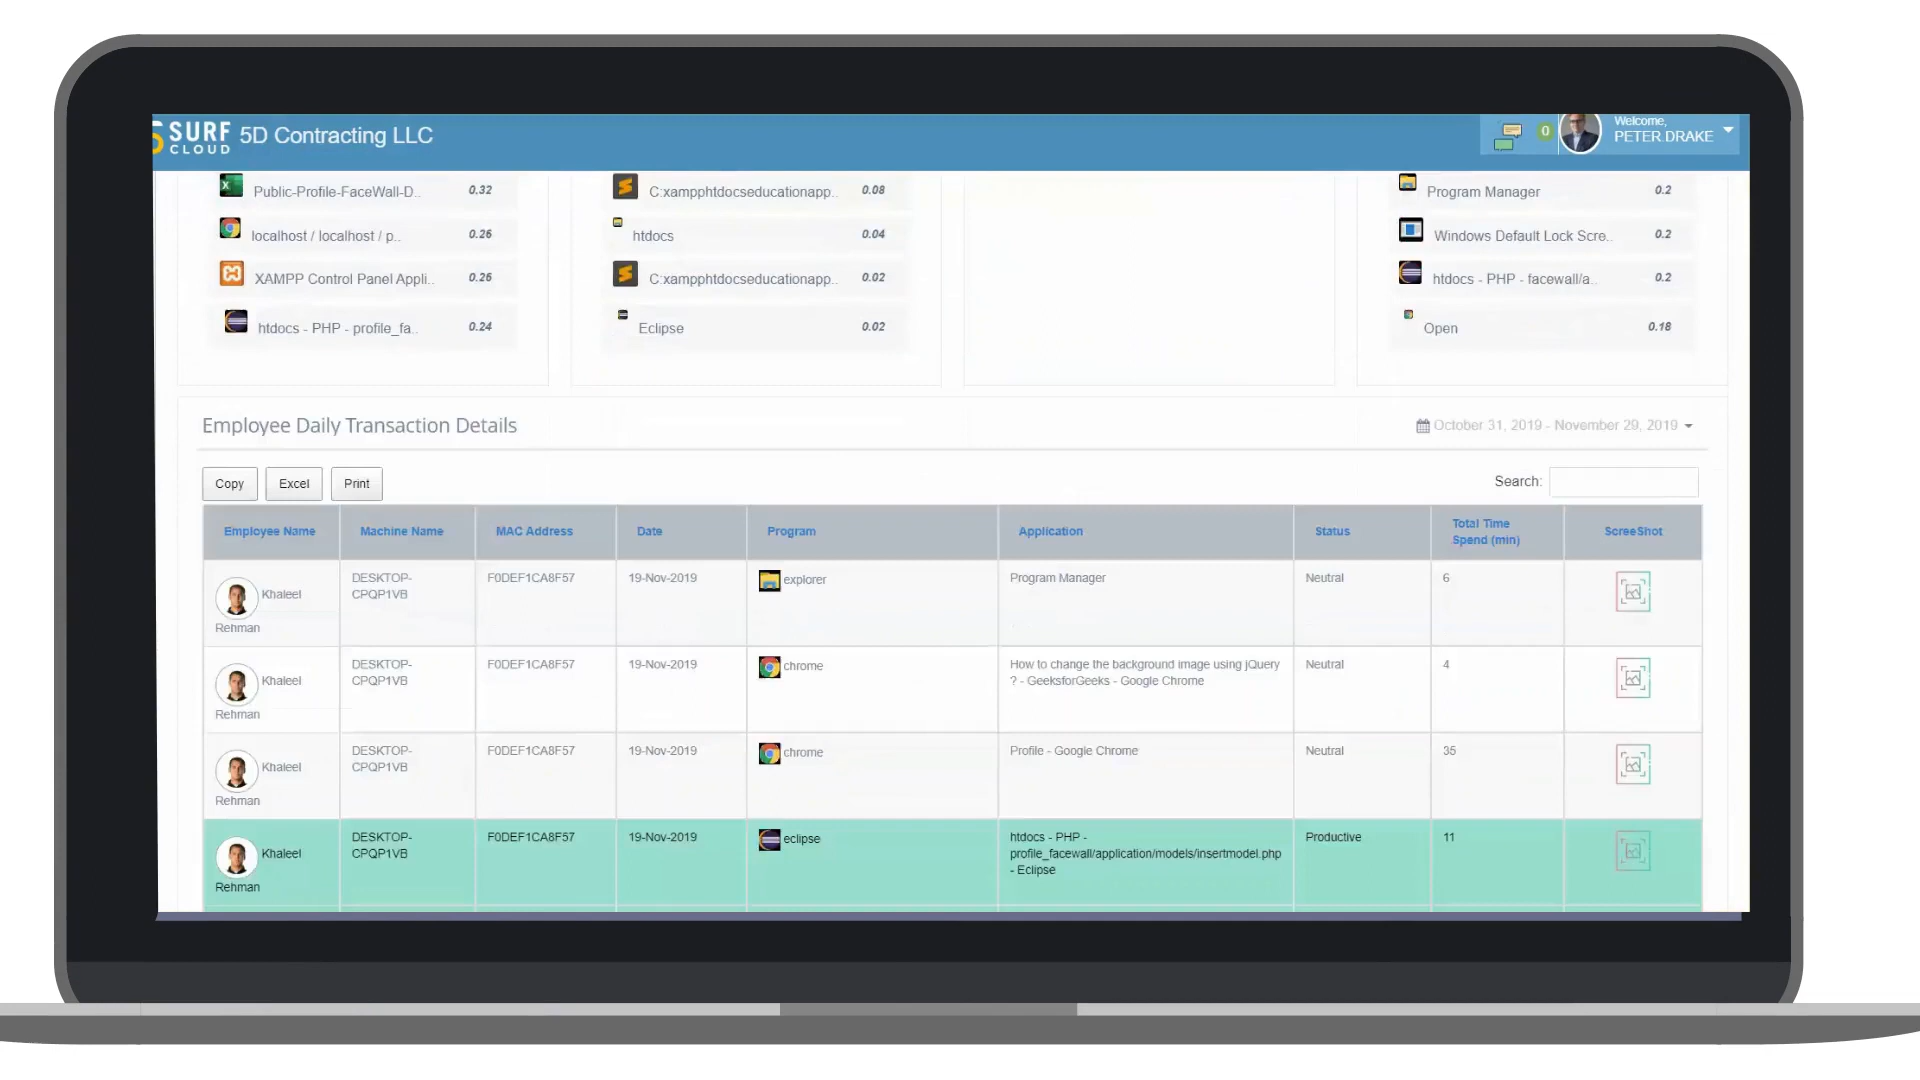 SURF
CLOUD
5D Contracting LLC
0
Welcome,
PETER.DRAKE
Public-Profile-FaceWall-D.. 0.32
localhost / localhost / p.. 0.26
XAMPP Control Panel Appli.. 0.26
htdocs - PHP - profile_fa.. 0.24
C:xampphtdocseducationapp.. 0.08
htdocs 0.04
C:xampphtdocseducationapp.. 0.02
Eclipse 0.02
Program Manager 0.2
Windows Default Lock Scre.. 0.2
htdocs - PHP - facewall/a.. 0.2
Open 0.18
Employee Daily Transaction Details
October 31, 2019 - November 29, 2019
Copy Excel Print
Search:
Employee Name Machine Name MAC Address Date Program Application Status Total Time Spend (min) ScreeShot
Khaleel Rehman DESKTOP-CPQP1VB F0DEF1CA8F57 19-Nov-2019 explorer Program Manager Neutral 6
Khaleel Rehman DESKTOP-CPQP1VB F0DEF1CA8F57 19-Nov-2019 chrome How to change the background image using jQuery ? - GeeksforGeeks - Google Chrome Neutral 4
Khaleel Rehman DESKTOP-CPQP1VB F0DEF1CA8F57 19-Nov-2019 chrome Profile - Google Chrome Neutral 35
Khaleel Rehman DESKTOP-CPQP1VB F0DEF1CA8F57 19-Nov-2019 eclipse htdocs - PHP - profile_facewall/application/models/insertmodel.php - Eclipse Productive 11